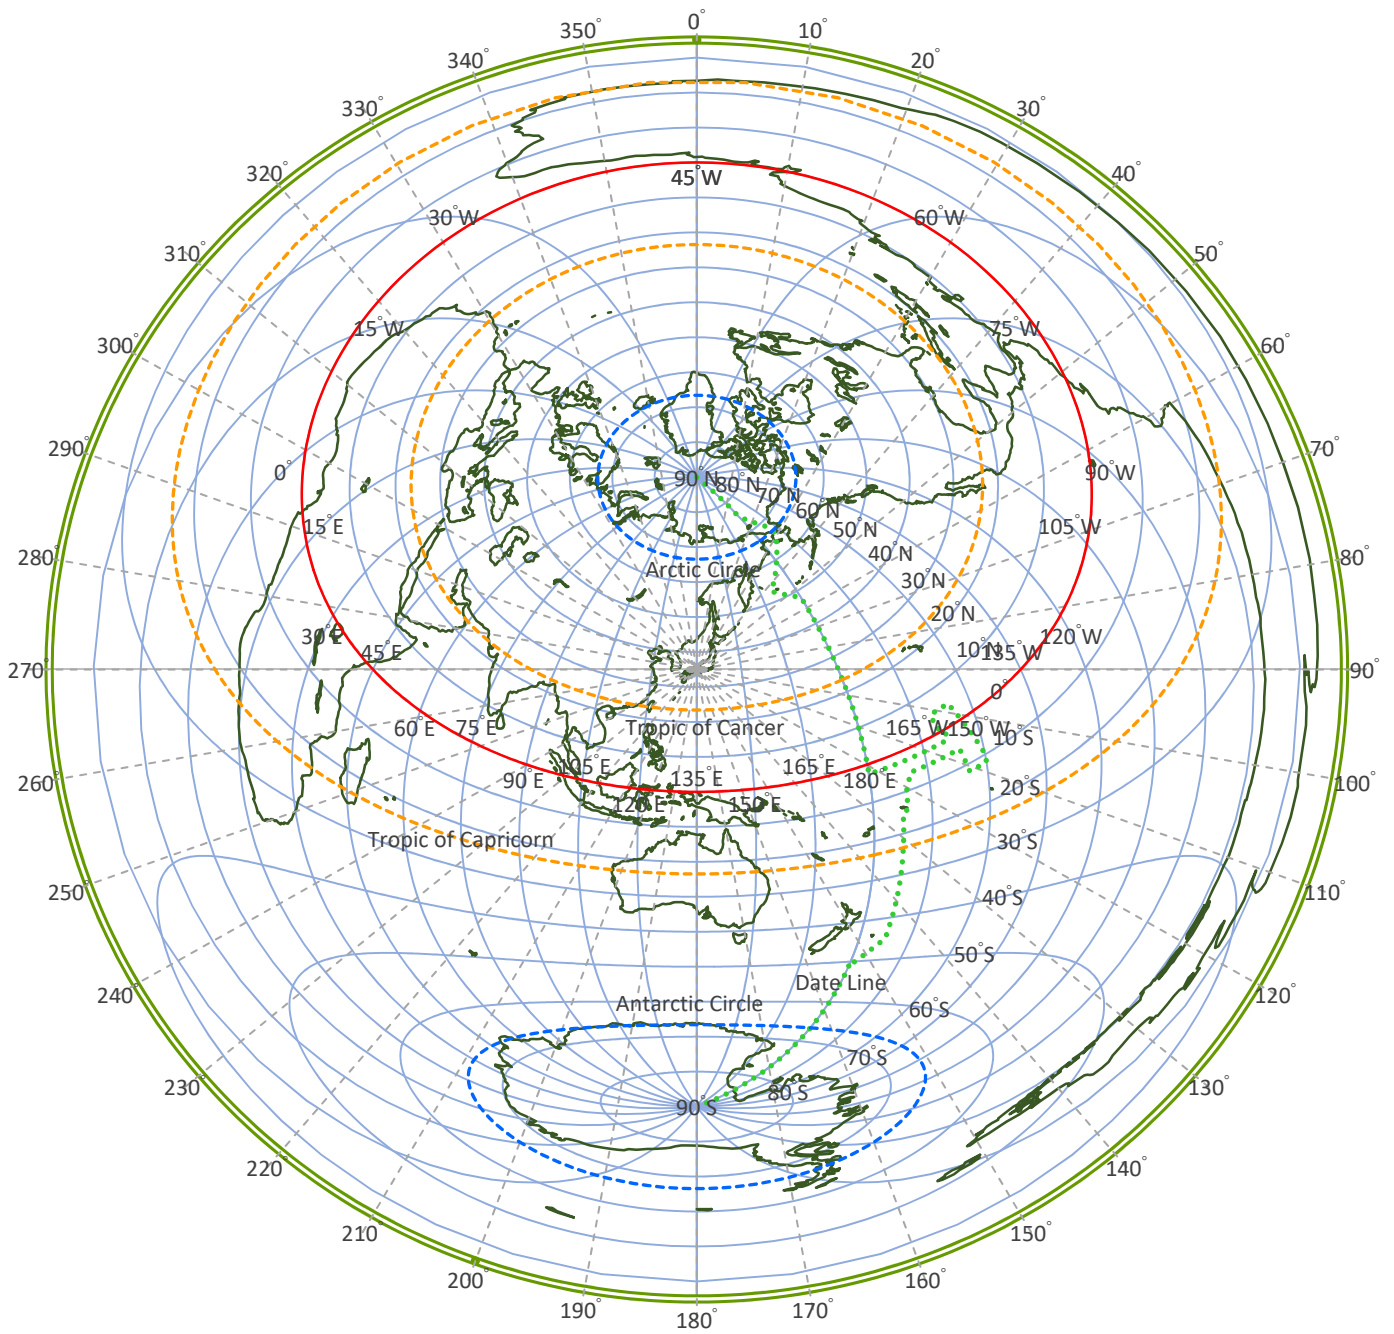 0°
350°
10°
340°
20°
330°
30°
320°
40°
310°
50°
300°
60°
290°
70°
280°
80°
270°
90°
260°
100°
250°
110°
240°
120°
230°
130°
220°
140°
210°
150°
200°
160°
190°
170°
180°
45°W
30°W
60°W
15°W
75°W
0°
90°W
15°E
105°W
30°E
45°E
120°W
135°W
60°E
75°E
165°W
150°W
90°E
105°E
135°E
165°E
180°E
120°E
150°E
90°N
80°N
70°N
60°N
50°N
40°N
30°N
20°N
10°N
0°
10°S
20°S
30°S
40°S
50°S
60°S
70°S
80°S
90°S
Arctic Circle
Tropic of Cancer
Tropic of Capricorn
Date Line
Antarctic Circle